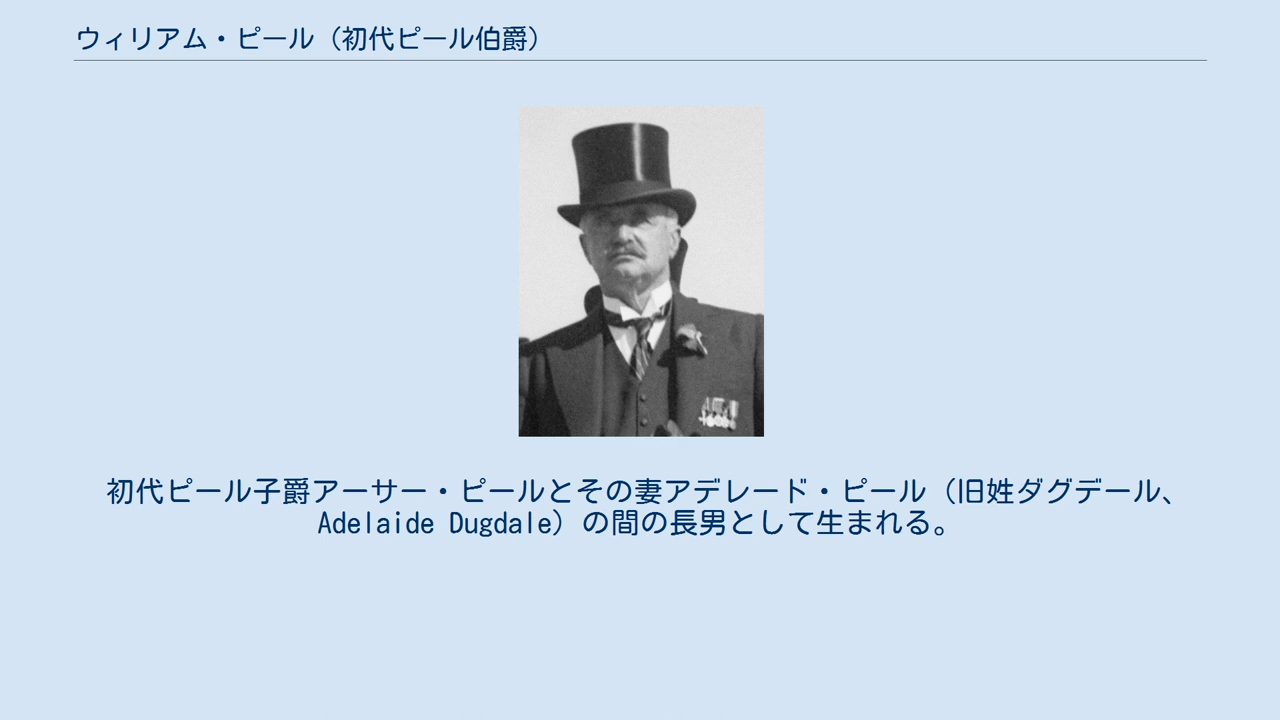 ウィリアム・ピール（初代ピール伯爵）
初代ピール子爵アーサー・ピールとその妻アデレード・ピール（旧姓ダグデール、
Adelaide Dugdale）の間の長男として生まれる。